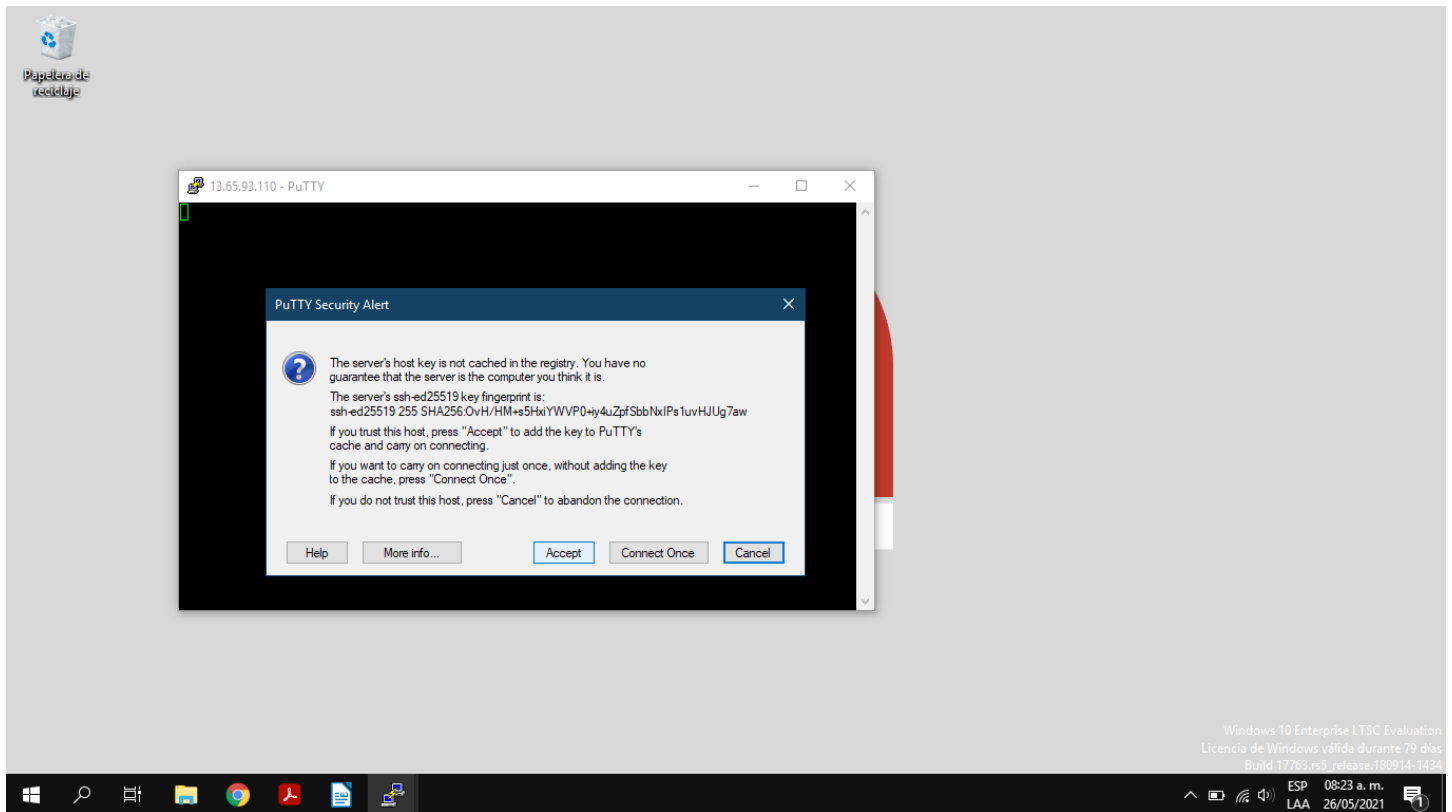 Papelera de
reciclaje
13.65.93.110 - PuTTY
PuTTY Security Alert
The server's host key is not cached in the registry. You have no
guarantee that the server is the computer you think it is.
The server's ssh-ed25519 key fingerprint is:
ssh-ed25519 255 SHA256:OvH/HM+s5HxiYWVP0+iy4uZpfSbbNxIPs1uvHJUg7aw
If you trust this host, press "Accept" to add the key to PuTTY's
cache and carry on connecting.
If you want to carry on connecting just once, without adding the key
to the cache, press "Connect Once".
If you do not trust this host, press "Cancel" to abandon the connection.
Help More info... Accept Connect Once Cancel
Windows 10 Enterprise LTSC Evaluation
Licencia de Windows válida durante 79 días
Build 17763.rs5_release.180914-1434
ESP 08:23 a. m.
LAA 26/05/2021
1